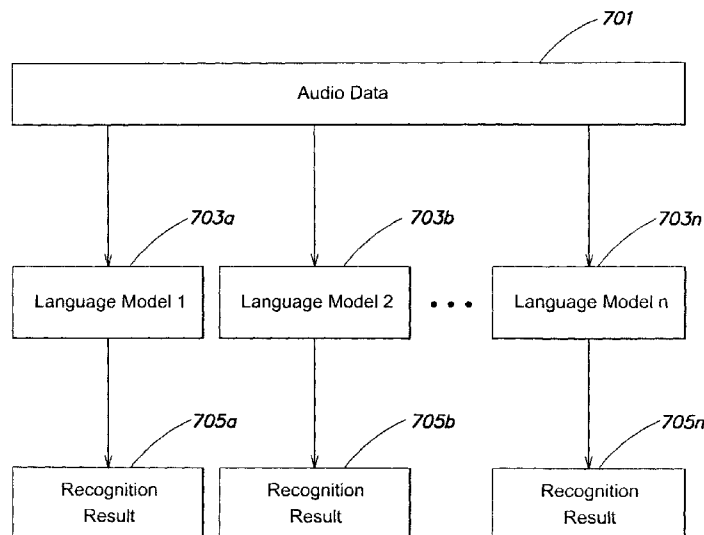 701
Audio Data
703a
703b
703n
Language Model 1
Language Model 2
• • •
Language Model n
705a
705b
705n
Recognition
Result
Recognition
Result
Recognition
Result